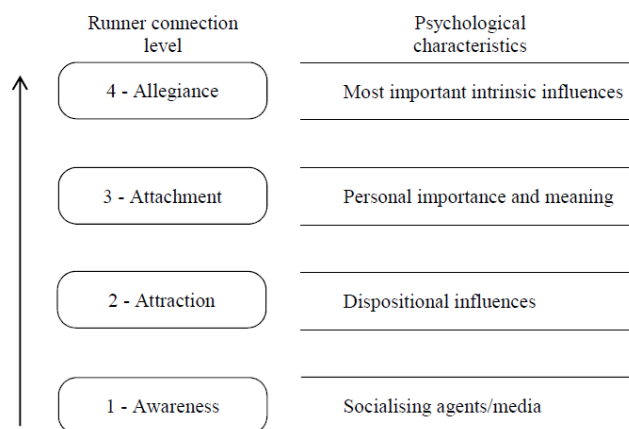 Runner connection
level
Psychological
characteristics
4 - Allegiance
Most important intrinsic influences
3 - Attachment
Personal importance and meaning
2 - Attraction
Dispositional influences
1 - Awareness
Socialising agents/media